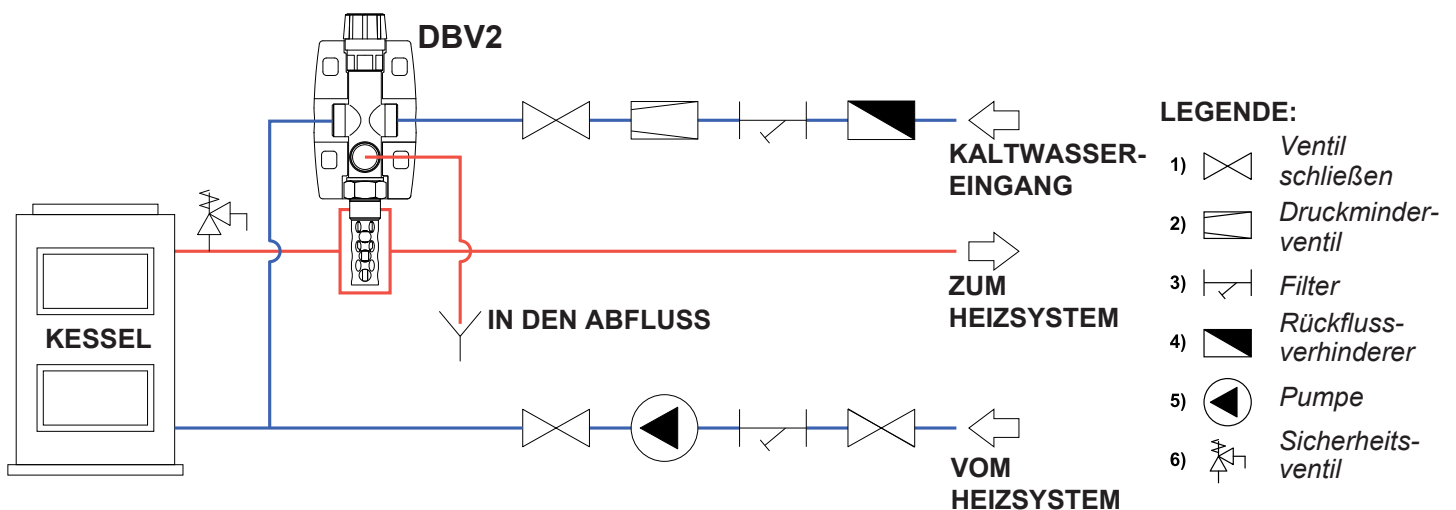 DBV2
KALTWASSER-
EINGANG
ZUM
HEIZSYSTEM
IN DEN ABFLUSS
KESSEL
VOM
HEIZSYSTEM
LEGENDE:
1) Ventil
schließen
2) Druckminder-
ventil
3) Filter
4) Rückfluss-
verhinderer
5) Pumpe
6) Sicherheits-
ventil